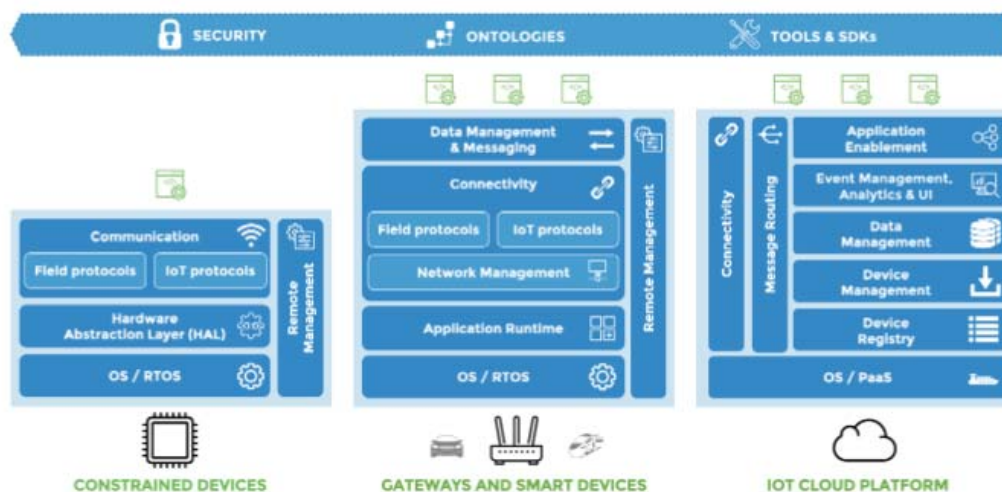 SECURITY
ONTOLOGIES
TOOLS & SDKs
Communication
Field protocols
IoT protocols
Hardware
Abstraction Layer (HAL)
OS / RTOS
Remote
Management
CONSTRAINED DEVICES
Data Management
& Messaging
Connectivity
Field protocols
IoT protocols
Network Management
Application Runtime
OS / RTOS
Remote Management
GATEWAYS AND SMART DEVICES
Connectivity
Message Routing
Application
Enablement
Event Management,
Analytics & UI
Data
Management
Device
Management
Device
Registry
OS / PaaS
IOT CLOUD PLATFORM